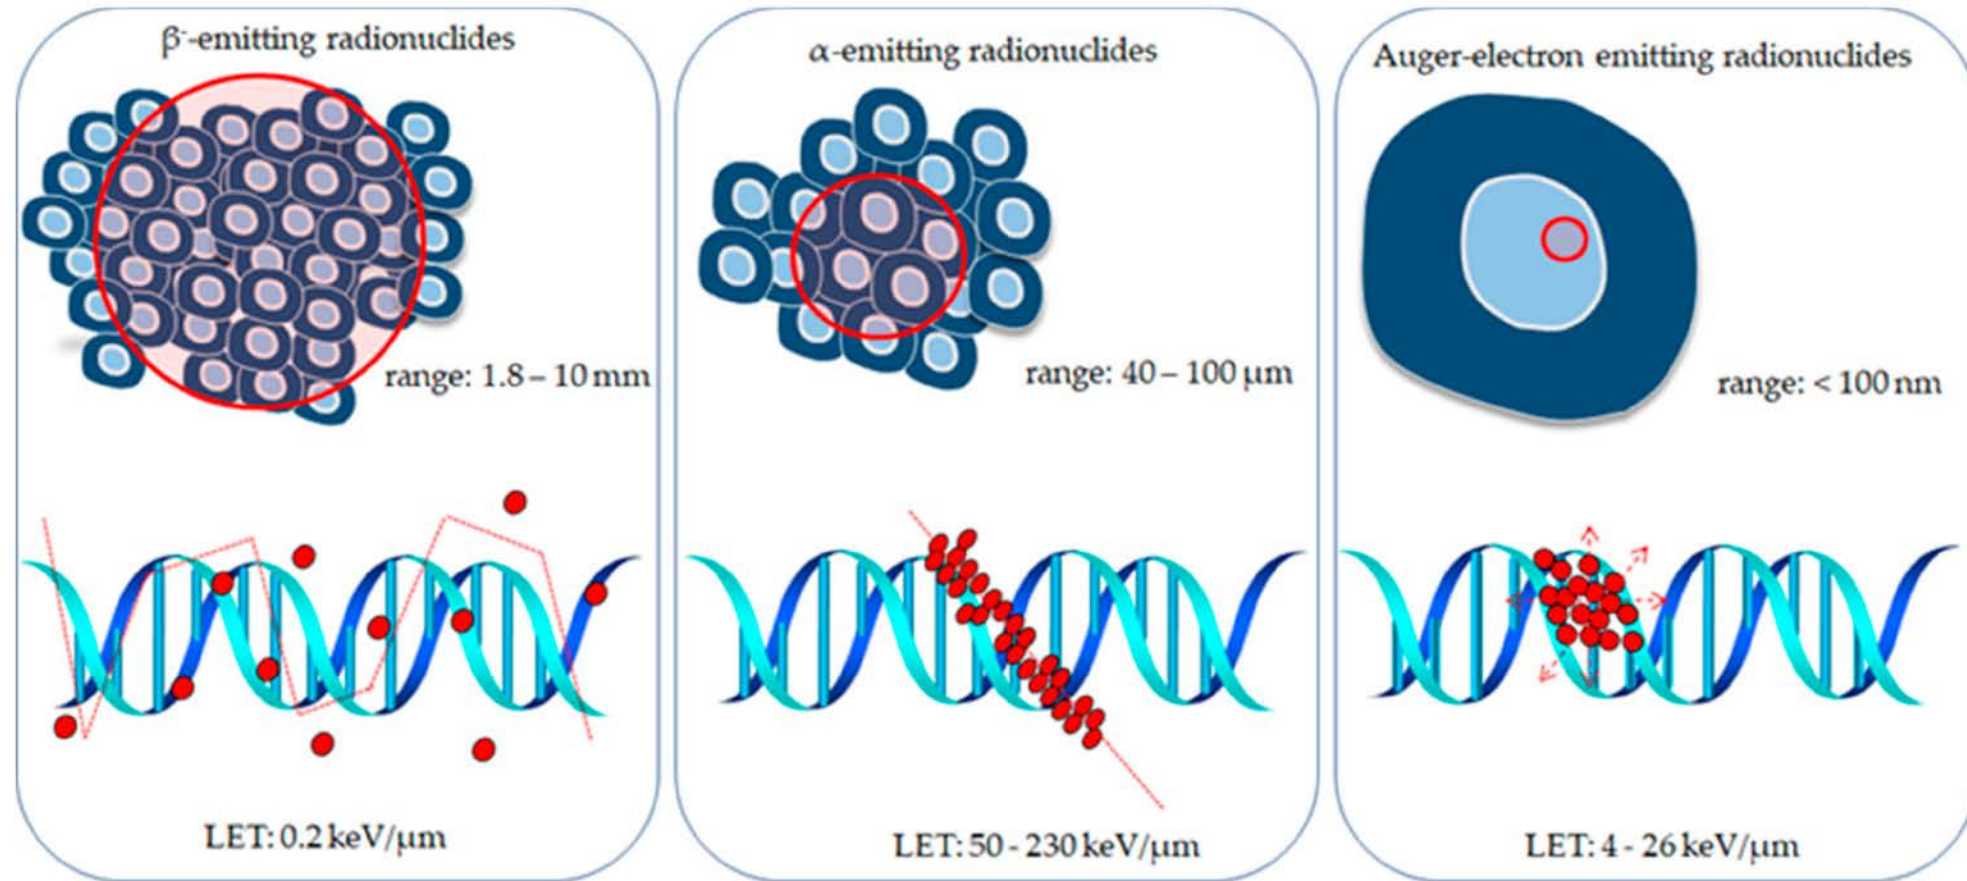 β⁻-emitting radionuclides
range: 1.8 – 10 mm
LET: 0.2 keV/µm
α-emitting radionuclides
range: 40 – 100 µm
LET: 50 - 230 keV/µm
Auger-electron emitting radionuclides
range: < 100 nm
LET: 4 - 26 keV/µm